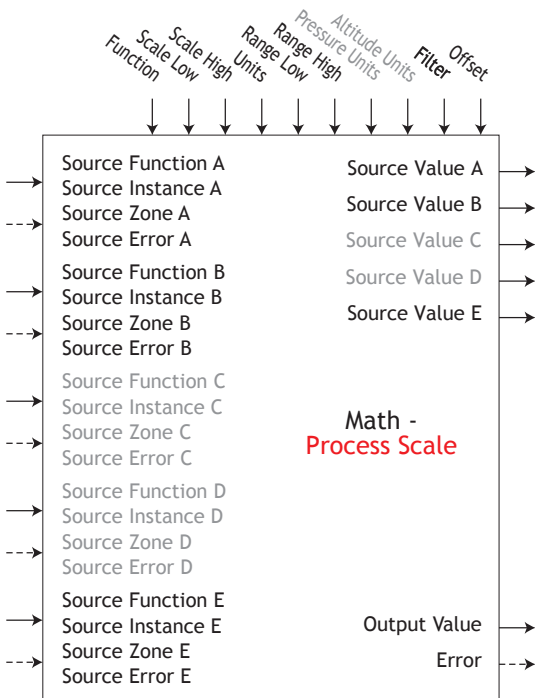 Function
Scale Low
Scale High
Units
Range Low
Range High
Pressure Units
Altitude Units
Filter
Offset
Source Function A
Source Instance A
Source Zone A
Source Error A
Source Function B
Source Instance B
Source Zone B
Source Error B
Source Function C
Source Instance C
Source Zone C
Source Error C
Source Function D
Source Instance D
Source Zone D
Source Error D
Source Function E
Source Instance E
Source Zone E
Source Error E
Source Value A
Source Value B
Source Value C
Source Value D
Source Value E
Math -
Process Scale
Output Value
Error